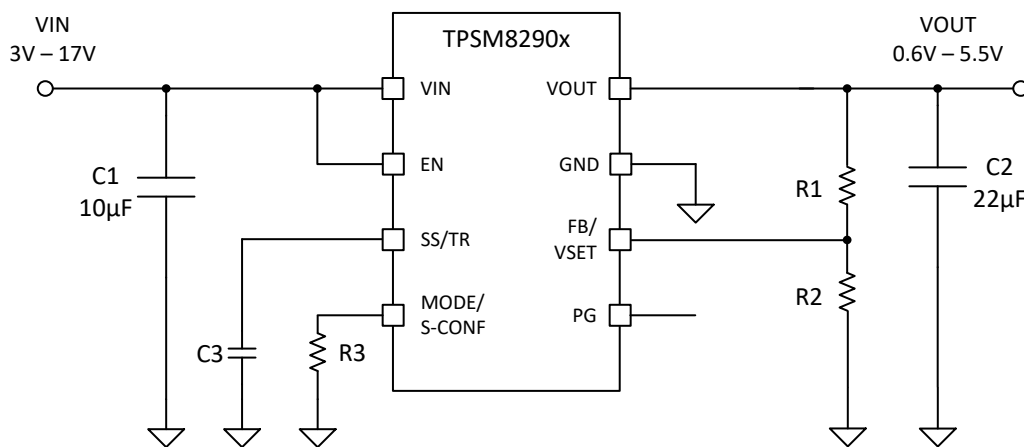 VIN
3V – 17V
TPSM8290x
VOUT
0.6V – 5.5V
VIN
VOUT
EN
GND
C1
10µF
R1
C2
22µF
SS/TR
FB/
VSET
MODE/
S-CONF
R2
PG
C3
R3